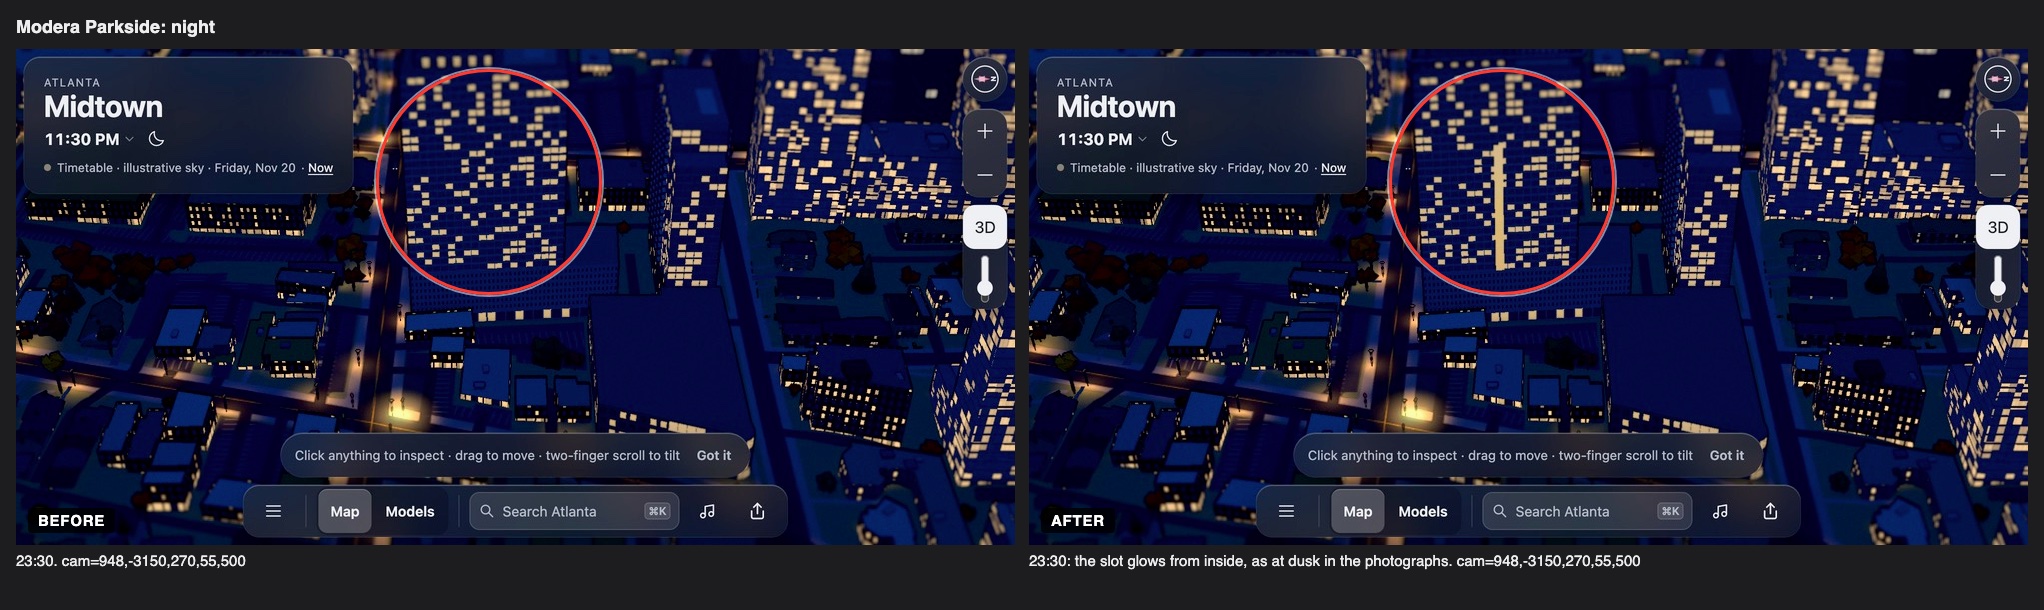 Modera Parkside: night
ATLANTA
Midtown
11:30 PM
Timetable · illustrative sky · Friday, Nov 20 · Now
N
+
−
3D
Click anything to inspect · drag to move · two-finger scroll to tilt Got it
Map Models Search Atlanta ⌘K
BEFORE
23:30. cam=948,-3150,270,55,500
ATLANTA
Midtown
11:30 PM
Timetable · illustrative sky · Friday, Nov 20 · Now
N
+
−
3D
Click anything to inspect · drag to move · two-finger scroll to tilt Got it
Map Models Search Atlanta ⌘K
AFTER
23:30: the slot glows from inside, as at dusk in the photographs. cam=948,-3150,270,55,500